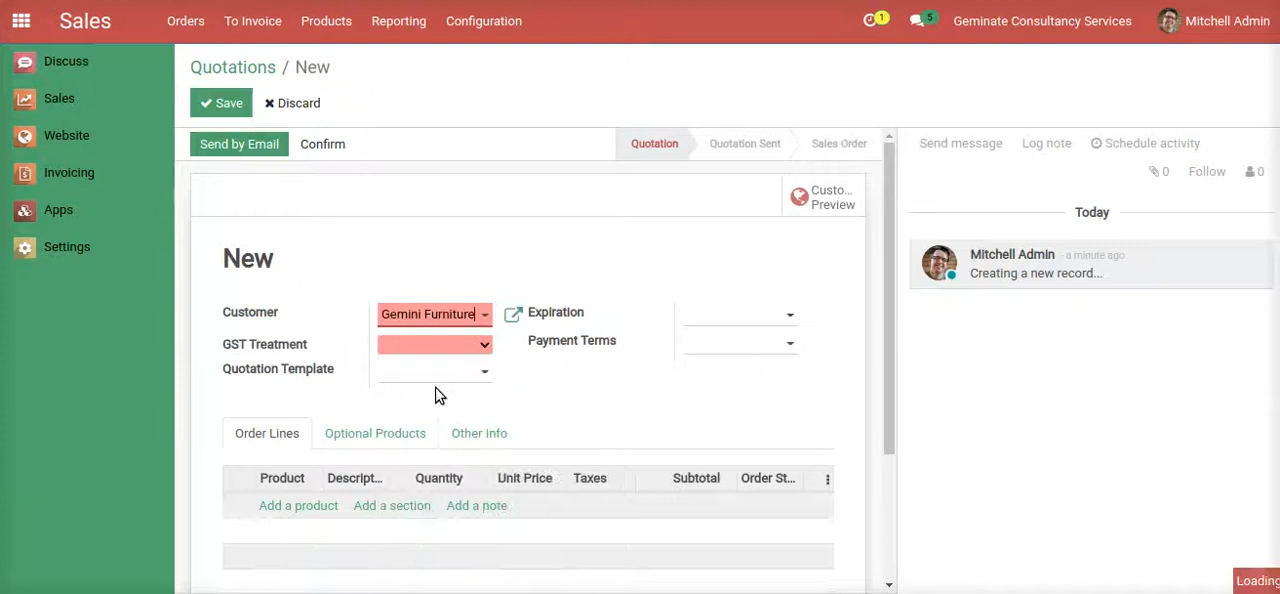 Sales Orders To Invoice Products Reporting Configuration 1 5 Geminate Consultancy Services Mitchell Admin
Discuss
Sales
Website
Invoicing
Apps
Settings
Quotations / New
Save Discard
Send by Email Confirm Quotation Quotation Sent Sales Order
Custo...
Preview
New
Customer Gemini Furniture Expiration
GST Treatment Payment Terms
Quotation Template
Order Lines Optional Products Other Info
Product Descript... Quantity Unit Price Taxes Subtotal Order St...
Add a product Add a section Add a note
Send message Log note Schedule activity
0 Follow 0
Today
Mitchell Admin - a minute ago
Creating a new record...
Loading